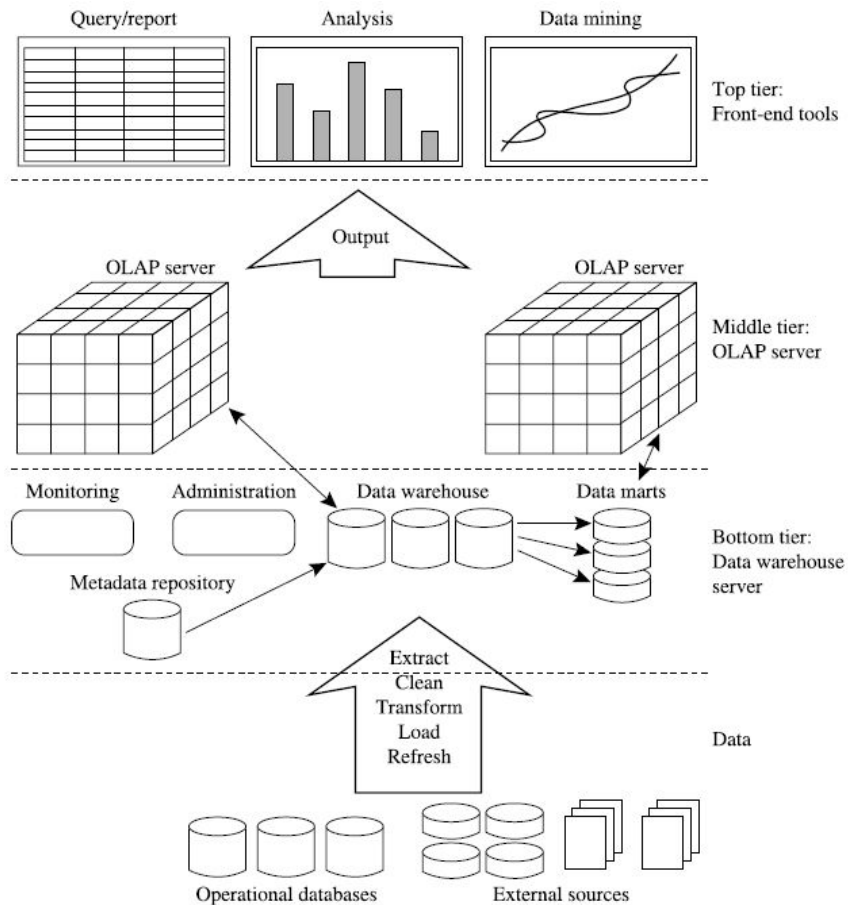 Query/report
Analysis
Data mining
Top tier:
Front-end tools
Output
OLAP server
OLAP server
Middle tier:
OLAP server
Monitoring
Administration
Data warehouse
Data marts
Bottom tier:
Data warehouse
server
Metadata repository
Extract
Clean
Transform
Load
Refresh
Data
Operational databases
External sources